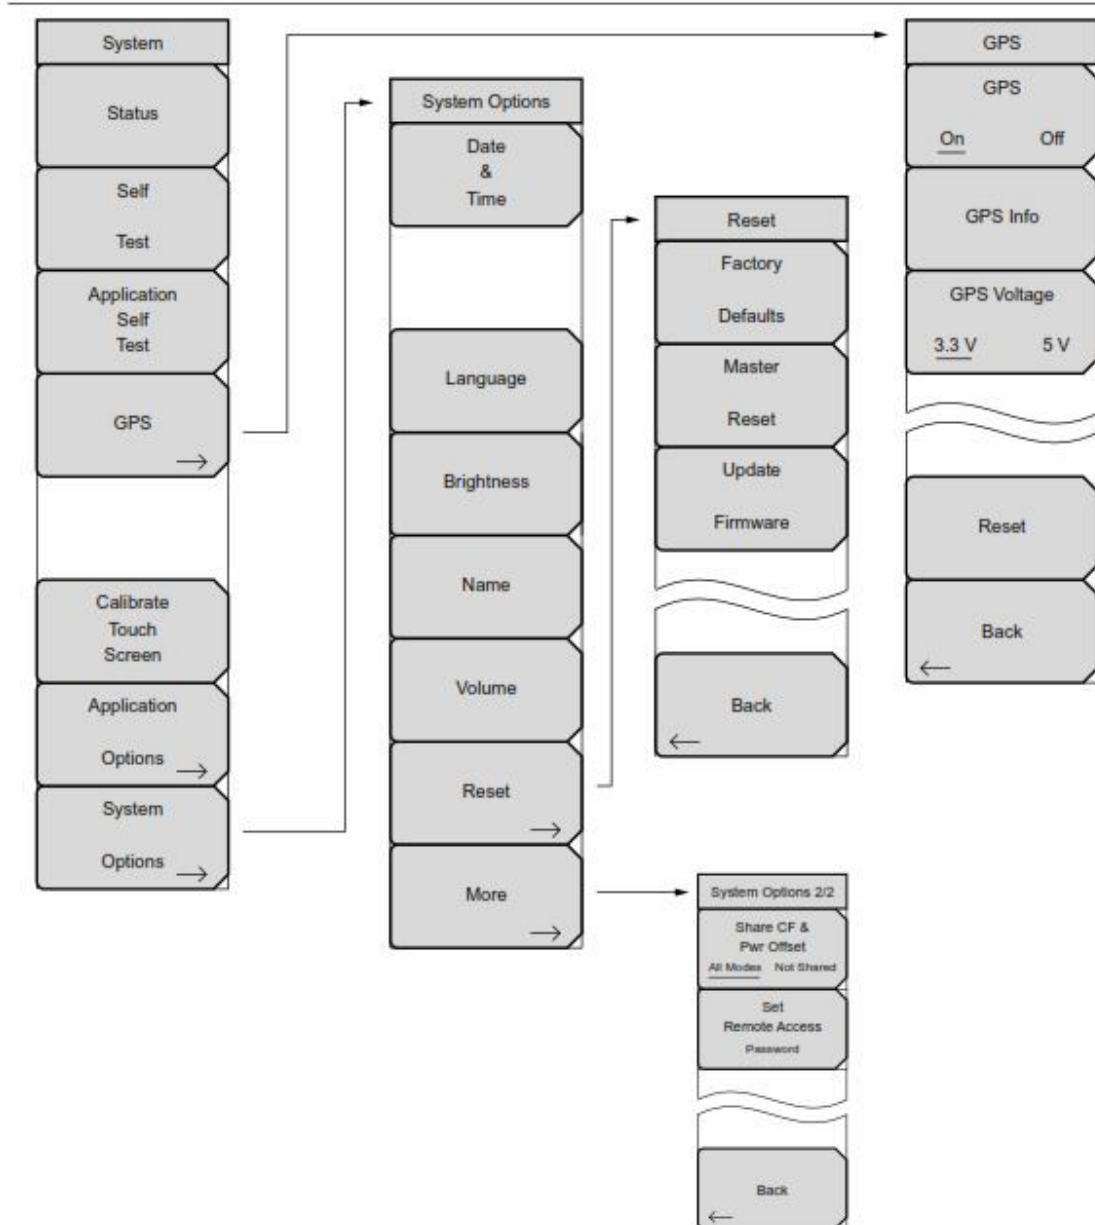 System
Status
Self
Test
Application
Self
Test
GPS
Calibrate
Touch
Screen
Application
Options
System
Options
System Options
Date
&
Time
Language
Brightness
Name
Volume
Reset
More
Reset
Factory
Defaults
Master
Reset
Update
Firmware
Back
System Options 2/2
Share CF &
Pwr Offset
All Modes Not Shared
Set
Remote Access
Password
Back
GPS
GPS
On Off
GPS Info
GPS Voltage
3.3 V 5 V
Reset
Back